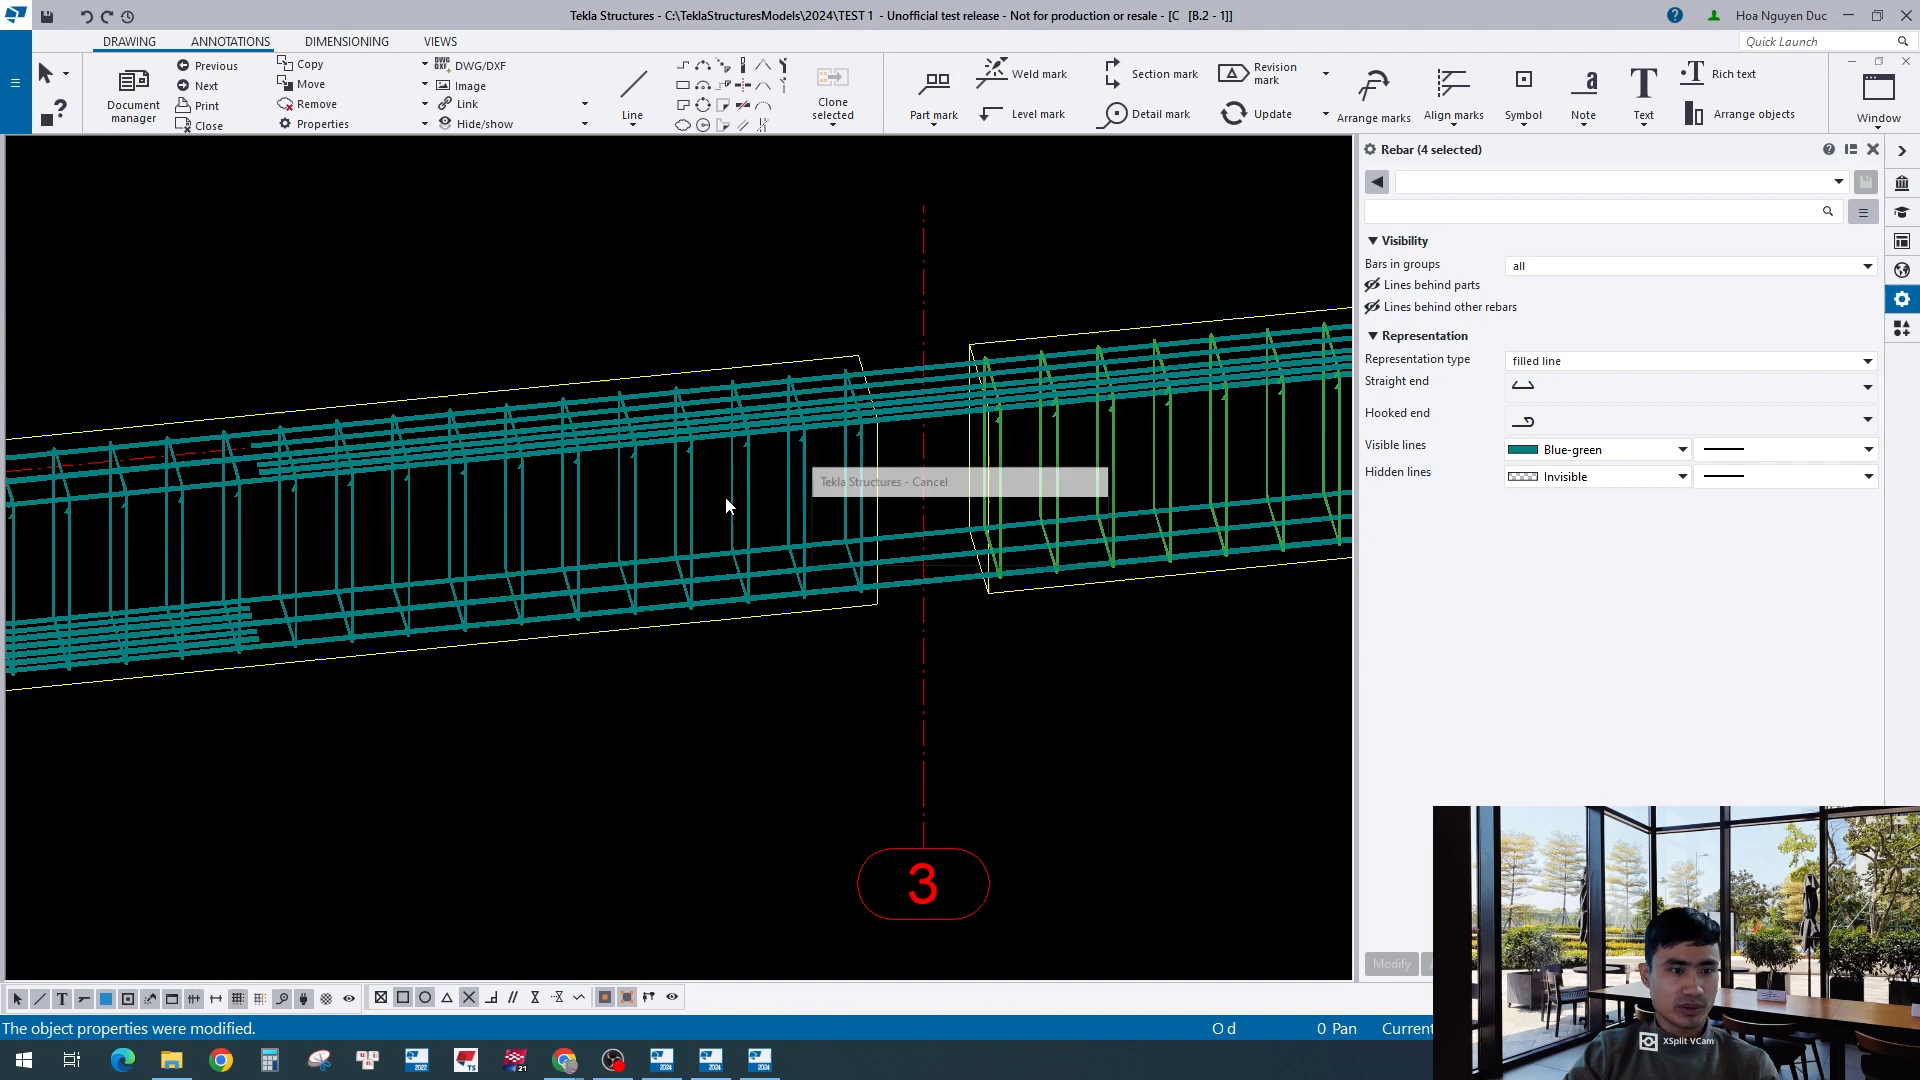 Tekla Structures - C:\TeklaStructuresModels\2024\TEST 1 - Unofficial test release - Not for production or resale - [C [B.2 - 1]]
Hoa Nguyen Duc
DRAWING
ANNOTATIONS
DIMENSIONING
VIEWS
Quick Launch
Document manager
Previous
Next
Print
Close
Copy
Move
Remove
Properties
DWG/DXF
Image
Link
Hide/show
Line
Clone selected
Part mark
Weld mark
Level mark
Section mark
Detail mark
Revision mark
Update
Arrange marks
Align marks
Symbol
Note
Text
Rich text
Arrange objects
Window
Rebar (4 selected)
Visibility
Bars in groups
all
Lines behind parts
Lines behind other rebars
Representation
Representation type
filled line
Straight end
Hooked end
Visible lines
Blue-green
Hidden lines
Invisible
Tekla Structures - Cancel
3
Modify
XSplit VCam
The object properties were modified.
O d
0 Pan
Current
2022
TS
21
2024
2024
2024